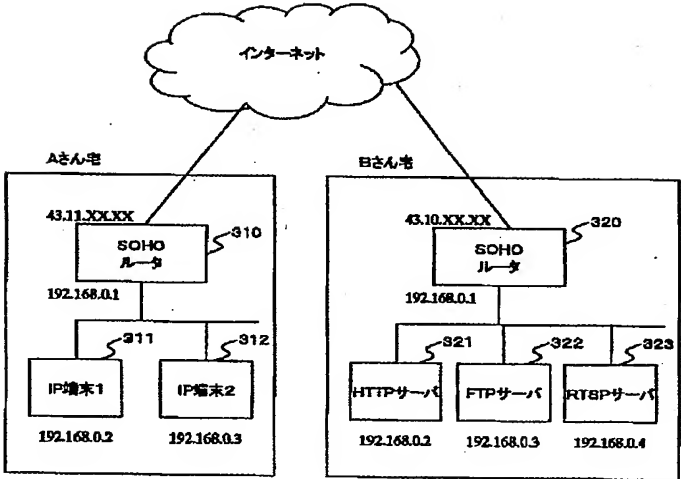 インターネット
Aさん宅
Bさん宅
43.11.XX.XX
310
SOHO
ルータ
192.168.0.1
311
312
IP端末1
IP端末2
192.168.0.2
192.168.0.3
43.10.XX.XX
320
SOHO
ルータ
192.168.0.1
321
322
323
HTTPサーバ
FTPサーバ
RTSPサーバ
192.168.0.2
192.168.0.3
192.168.0.4